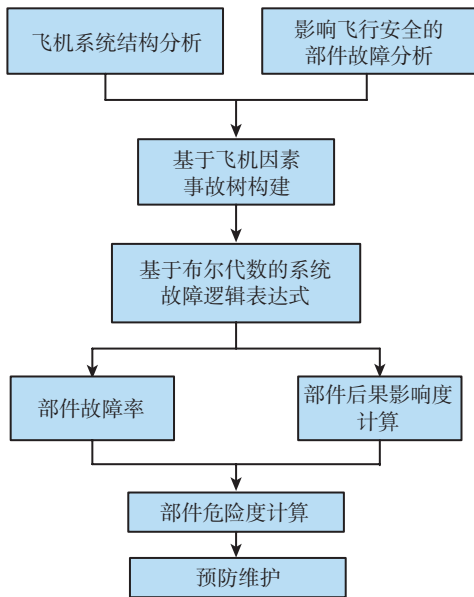 飞机系统结构分析
影响飞行安全的
部件故障分析
基于飞机因素
事故树构建
基于布尔代数的系统
故障逻辑表达式
部件故障率
部件后果影响度
计算
部件危险度计算
预防维护